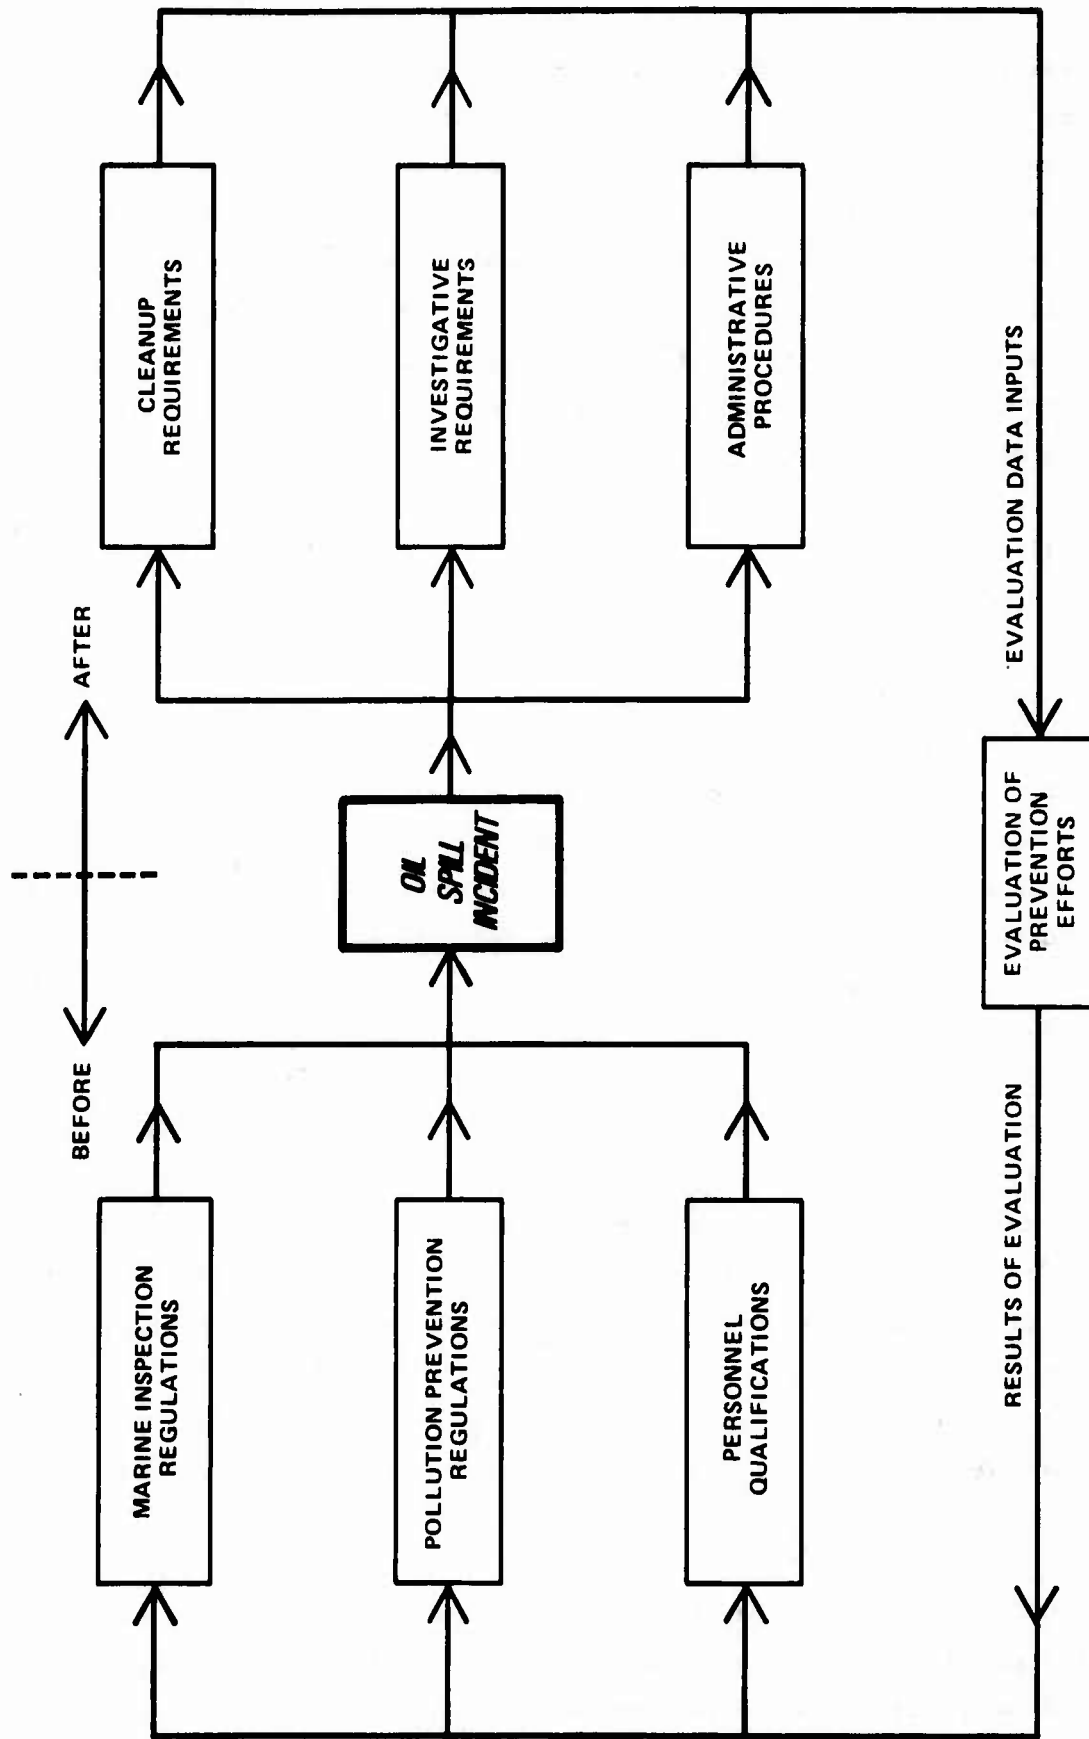 BEFORE
AFTER
MARINE INSPECTION
REGULATIONS
POLLUTION PREVENTION
REGULATIONS
PERSONNEL
QUALIFICATIONS
OIL
SPILL
INCIDENT
CLEANUP
REQUIREMENTS
INVESTIGATIVE
REQUIREMENTS
ADMINISTRATIVE
PROCEDURES
RESULTS OF EVALUATION
EVALUATION OF
PREVENTION
EFFORTS
EVALUATION DATA INPUTS